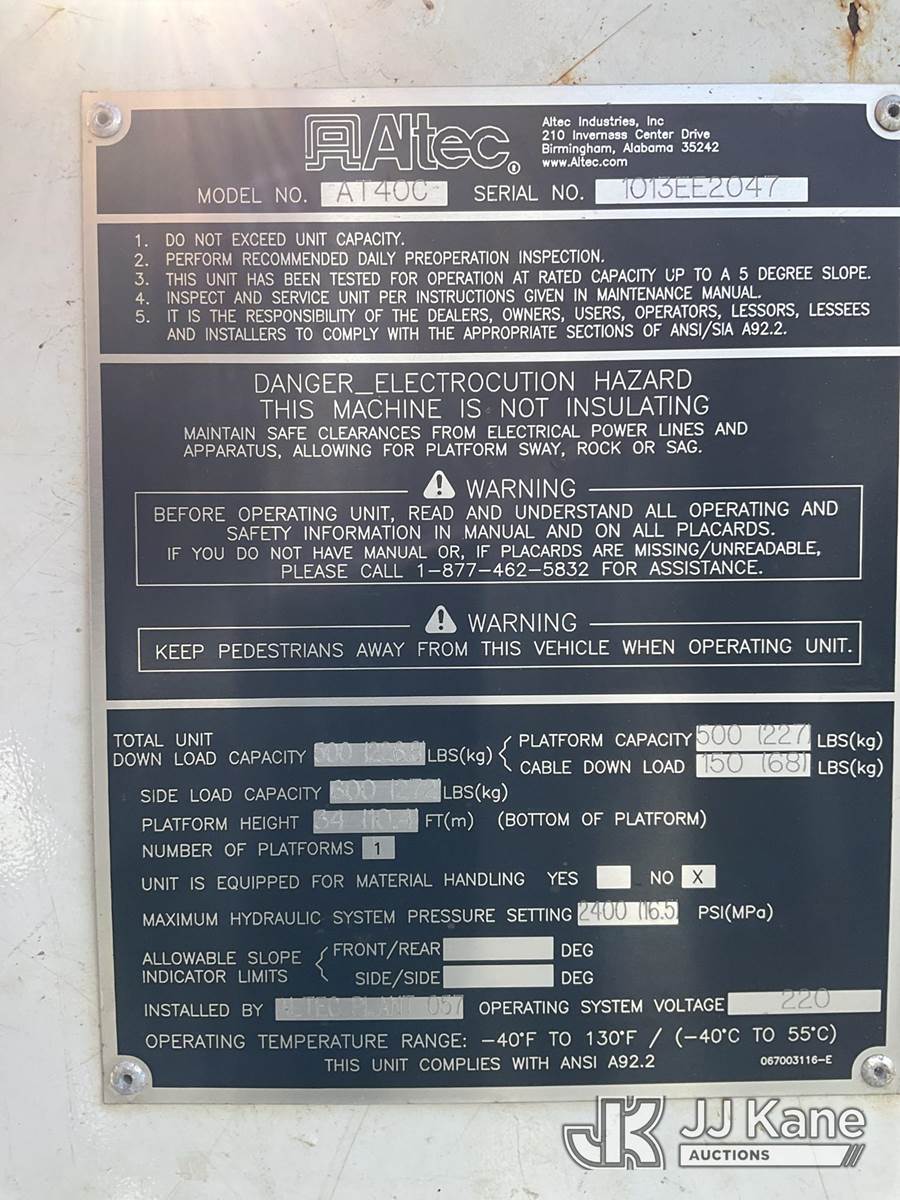 Altec®
Altec Industries, Inc
210 Inverness Center Drive
Birmingham, Alabama 35242
www.Altec.com
MODEL NO. AT40C SERIAL NO. 1013EE2047
1. DO NOT EXCEED UNIT CAPACITY.
2. PERFORM RECOMMENDED DAILY PREOPERATION INSPECTION.
3. THIS UNIT HAS BEEN TESTED FOR OPERATION AT RATED CAPACITY UP TO A 5 DEGREE SLOPE.
4. INSPECT AND SERVICE UNIT PER INSTRUCTIONS GIVEN IN MAINTENANCE MANUAL.
5. IT IS THE RESPONSIBILITY OF THE DEALERS, OWNERS, USERS, OPERATORS, LESSORS, LESSEES
AND INSTALLERS TO COMPLY WITH THE APPROPRIATE SECTIONS OF ANSI/SIA A92.2.
DANGER_ELECTROCUTION HAZARD
THIS MACHINE IS NOT INSULATING
MAINTAIN SAFE CLEARANCES FROM ELECTRICAL POWER LINES AND
APPARATUS, ALLOWING FOR PLATFORM SWAY, ROCK OR SAG.
WARNING
BEFORE OPERATING UNIT, READ AND UNDERSTAND ALL OPERATING AND
SAFETY INFORMATION IN MANUAL AND ON ALL PLACARDS.
IF YOU DO NOT HAVE MANUAL OR, IF PLACARDS ARE MISSING/UNREADABLE,
PLEASE CALL 1-877-462-5832 FOR ASSISTANCE.
WARNING
KEEP PEDESTRIANS AWAY FROM THIS VEHICLE WHEN OPERATING UNIT.
TOTAL UNIT
DOWN LOAD CAPACITY LBS(kg)
PLATFORM CAPACITY 500 (227) LBS(kg)
CABLE DOWN LOAD 150 (68) LBS(kg)
SIDE LOAD CAPACITY LBS(kg)
PLATFORM HEIGHT 34 (10.4) FT(m) (BOTTOM OF PLATFORM)
NUMBER OF PLATFORMS 1
UNIT IS EQUIPPED FOR MATERIAL HANDLING YES NO X
MAXIMUM HYDRAULIC SYSTEM PRESSURE SETTING 2400 (16.5) PSI(MPa)
ALLOWABLE SLOPE
INDICATOR LIMITS
FRONT/REAR DEG
SIDE/SIDE DEG
INSTALLED BY ALTEC PLANT 057 OPERATING SYSTEM VOLTAGE 220
OPERATING TEMPERATURE RANGE: -40°F TO 130°F / (-40°C TO 55°C)
THIS UNIT COMPLIES WITH ANSI A92.2
067003116-E
JJ Kane
AUCTIONS